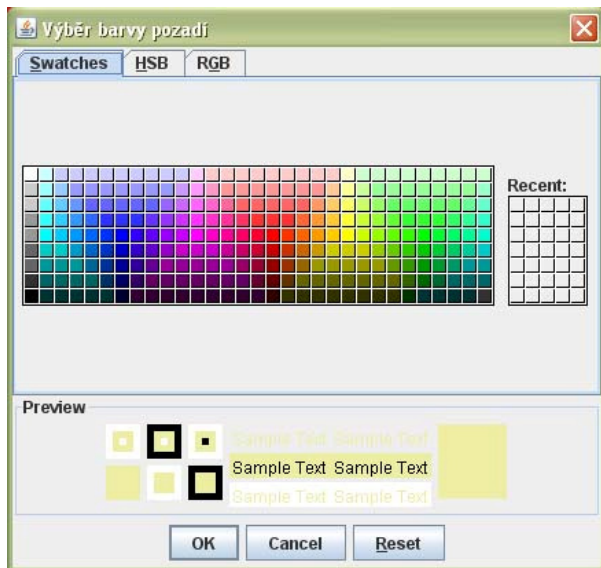 Výběr barvy pozadí
Swatches HSB RGB
Recent:
Preview
Sample Text Sample Text
Sample Text Sample Text
Sample Text Sample Text
OK Cancel Reset